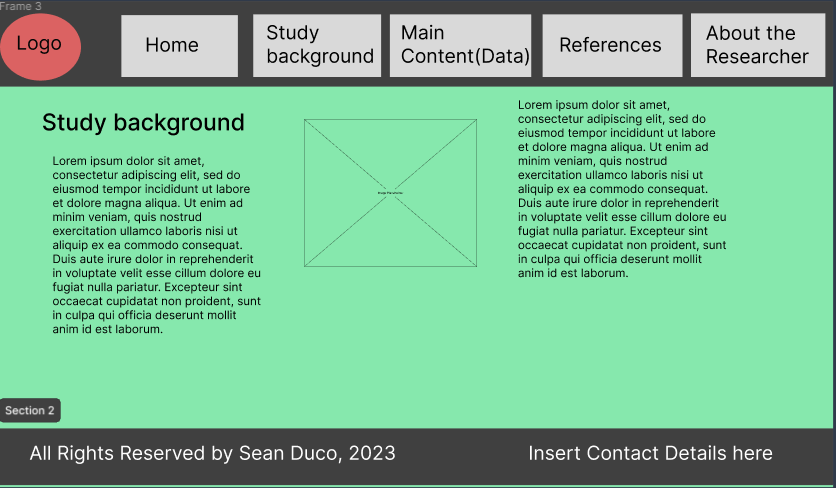 Frame 3
Logo
Home
Study
background
Main
Content(Data)
References
About the
Researcher
Study background
Lorem ipsum dolor sit amet,
consectetur adipiscing elit, sed do
eiusmod tempor incididunt ut labore
et dolore magna aliqua. Ut enim ad
minim veniam, quis nostrud
exercitation ullamco laboris nisi ut
aliquip ex ea commodo consequat.
Duis aute irure dolor in reprehenderit
in voluptate velit esse cillum dolore eu
fugiat nulla pariatur. Excepteur sint
occaecat cupidatat non proident, sunt
in culpa qui officia deserunt mollit
anim id est laborum.
Lorem ipsum dolor sit amet,
consectetur adipiscing elit, sed do
eiusmod tempor incididunt ut labore
et dolore magna aliqua. Ut enim ad
minim veniam, quis nostrud
exercitation ullamco laboris nisi ut
aliquip ex ea commodo consequat.
Duis aute irure dolor in reprehenderit
in voluptate velit esse cillum dolore eu
fugiat nulla pariatur. Excepteur sint
occaecat cupidatat non proident, sunt
in culpa qui officia deserunt mollit
anim id est laborum.
Section 2
All Rights Reserved by Sean Duco, 2023
Insert Contact Details here